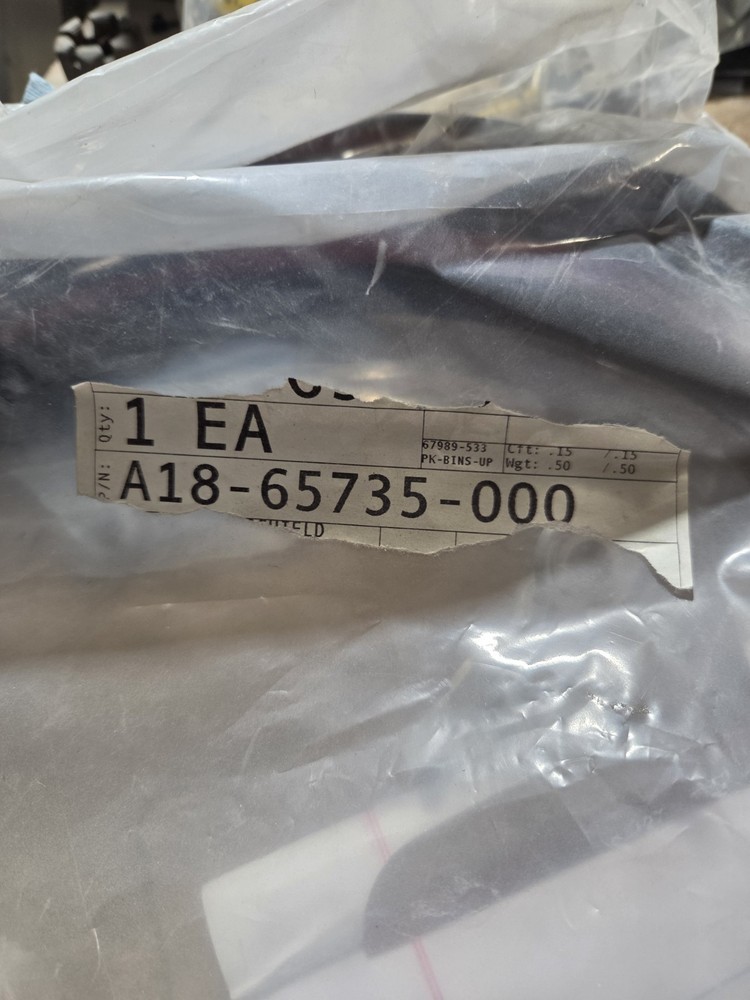 Qty: 1 EA
67989-533
PK-BINS-UP
Cft: .15 /.15
Wgt: .50 /.50
P/N: A18-65735-000